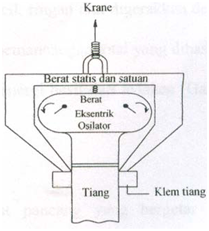 Krane
Berat statis dan satuan
Berat
Eksentrik
Osilator
Tiang
Klem tiang